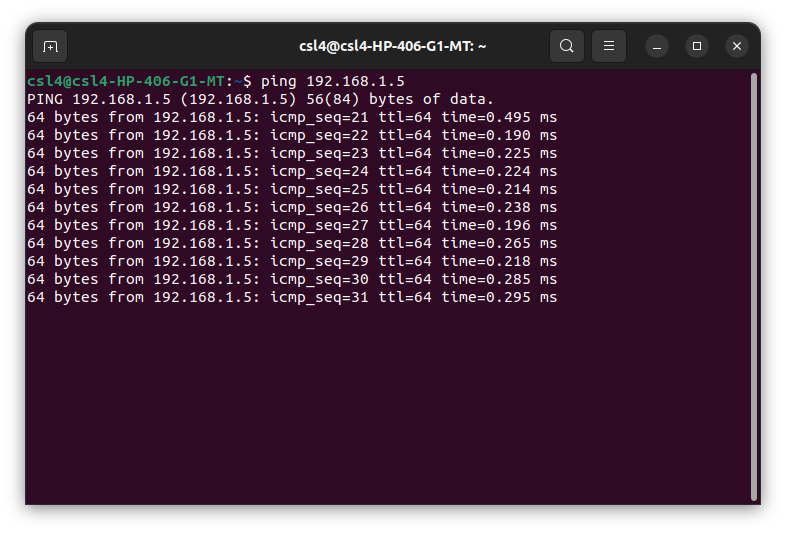 csl4@csl4-HP-406-G1-MT: ~
csl4@csl4-HP-406-G1-MT:~$ ping 192.168.1.5
PING 192.168.1.5 (192.168.1.5) 56(84) bytes of data.
64 bytes from 192.168.1.5: icmp_seq=21 ttl=64 time=0.495 ms
64 bytes from 192.168.1.5: icmp_seq=22 ttl=64 time=0.190 ms
64 bytes from 192.168.1.5: icmp_seq=23 ttl=64 time=0.225 ms
64 bytes from 192.168.1.5: icmp_seq=24 ttl=64 time=0.224 ms
64 bytes from 192.168.1.5: icmp_seq=25 ttl=64 time=0.214 ms
64 bytes from 192.168.1.5: icmp_seq=26 ttl=64 time=0.238 ms
64 bytes from 192.168.1.5: icmp_seq=27 ttl=64 time=0.196 ms
64 bytes from 192.168.1.5: icmp_seq=28 ttl=64 time=0.265 ms
64 bytes from 192.168.1.5: icmp_seq=29 ttl=64 time=0.218 ms
64 bytes from 192.168.1.5: icmp_seq=30 ttl=64 time=0.285 ms
64 bytes from 192.168.1.5: icmp_seq=31 ttl=64 time=0.295 ms